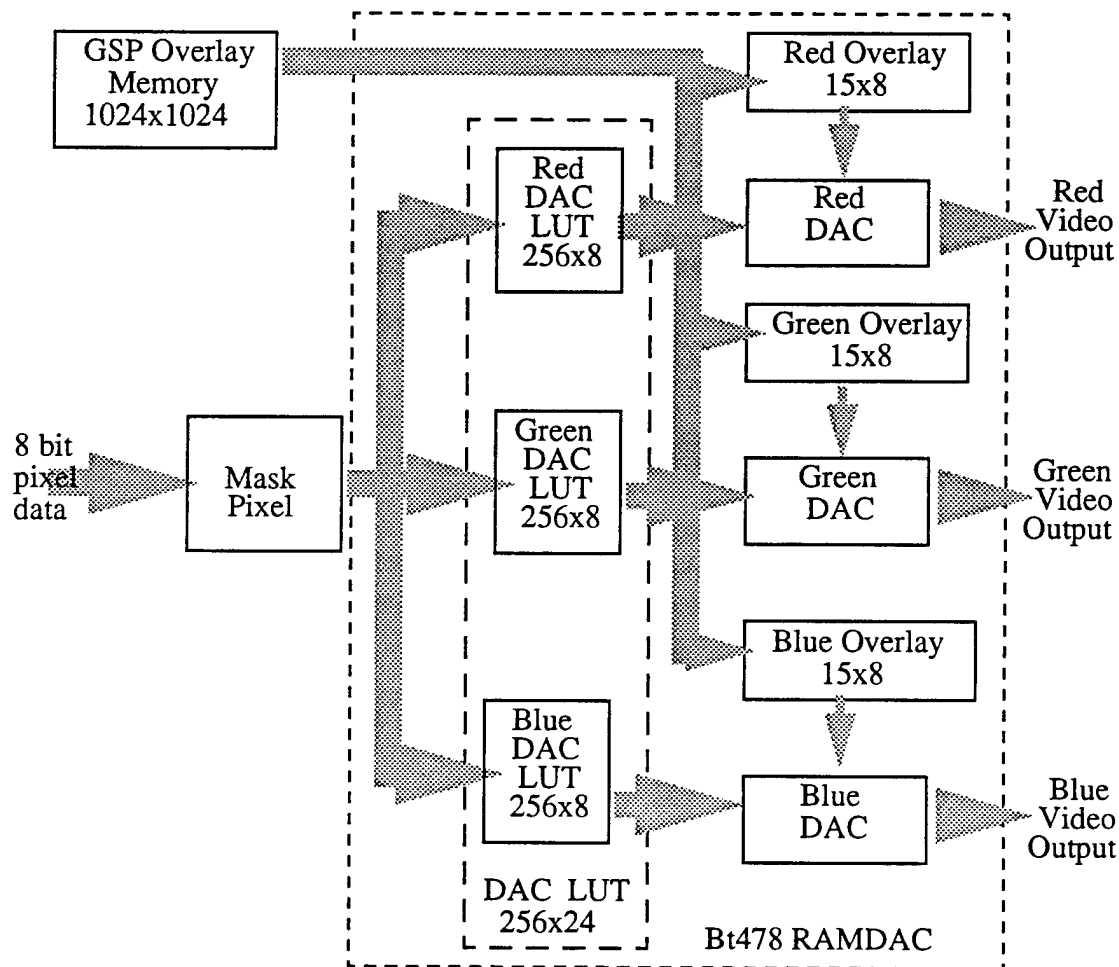 GSP Overlay
Memory
1024x1024
Red Overlay
15x8
Red
DAC
LUT
256x8
Red
DAC
Red
Video
Output
Green Overlay
15x8
8 bit
pixel
data
Mask
Pixel
Green
DAC
LUT
256x8
Green
DAC
Green
Video
Output
Blue Overlay
15x8
Blue
DAC
LUT
256x8
Blue
DAC
Blue
Video
Output
DAC LUT
256x24
Bt478 RAMDAC